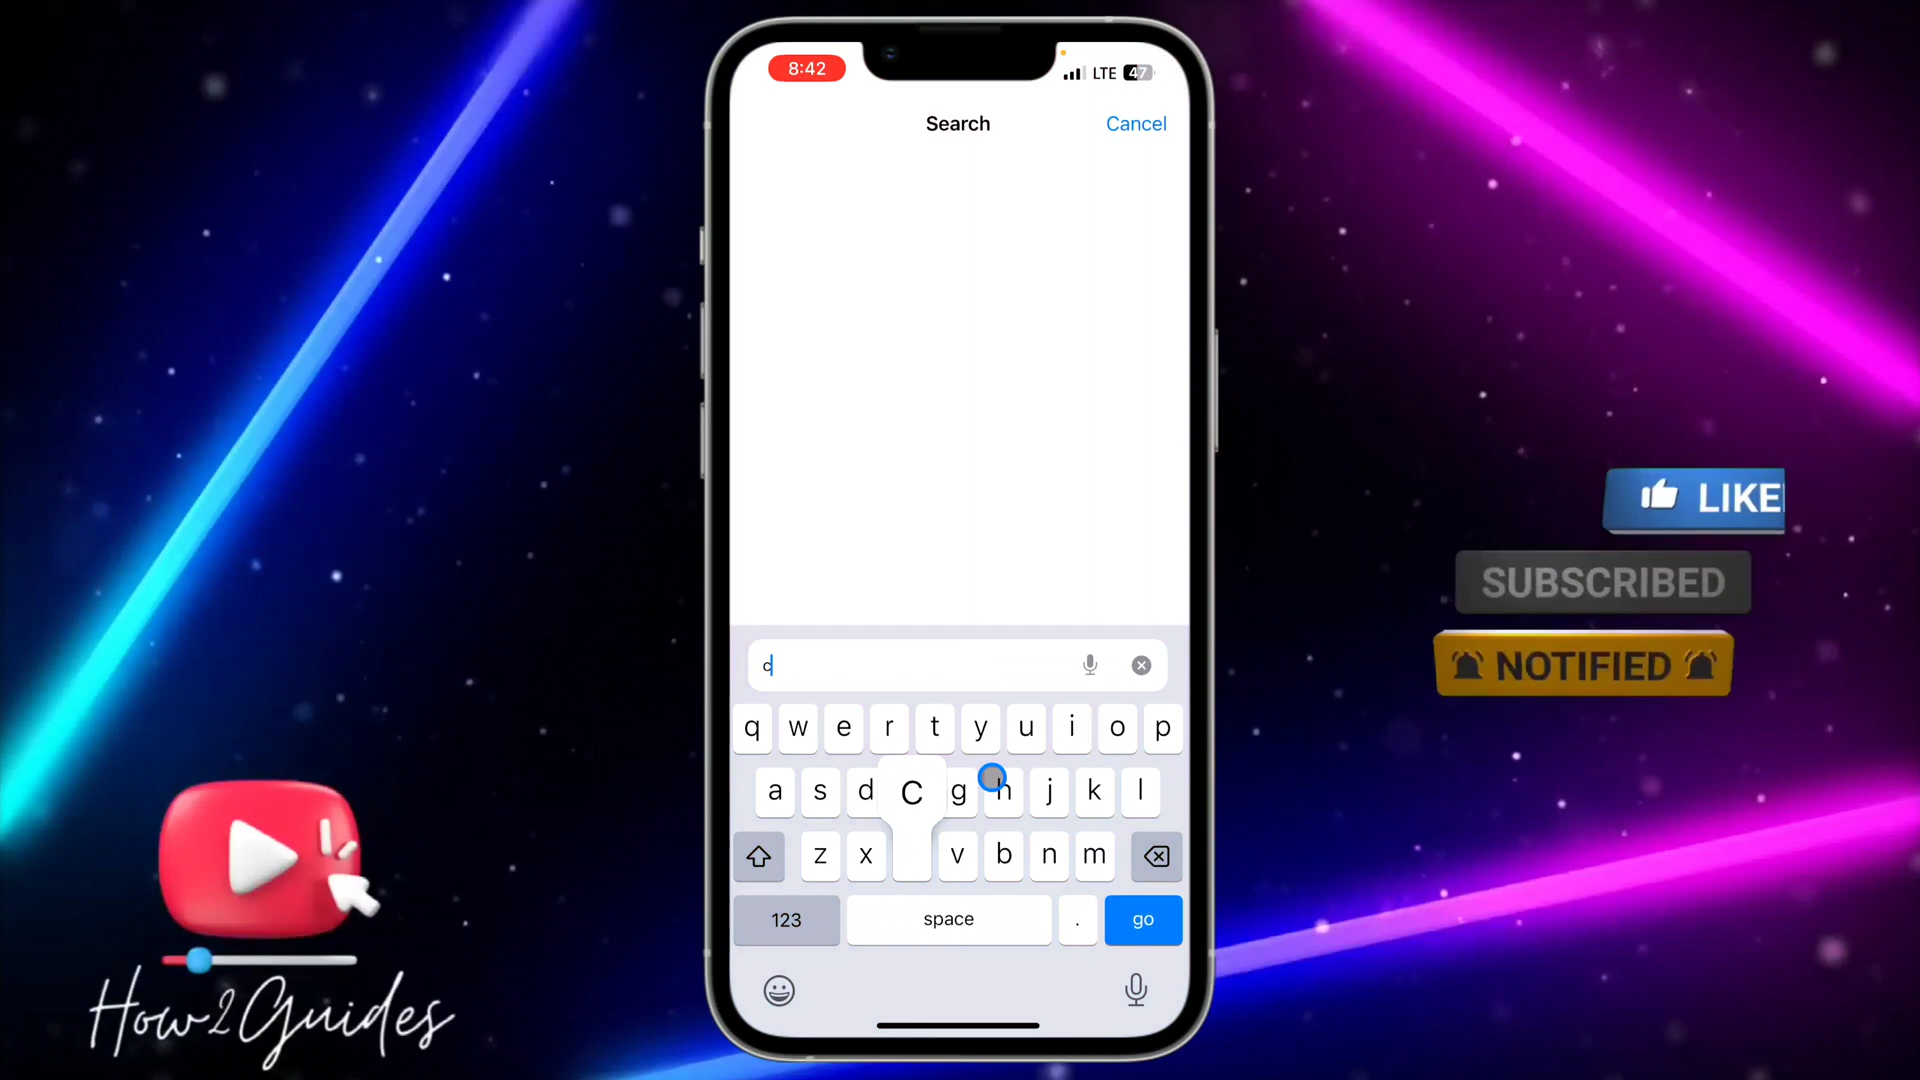 8:42
LTE 47
Search
Cancel
c
q w e r t y u i o p
a s d C g h j k l
z x v b n m
123 space . go
LIKE
SUBSCRIBED
NOTIFIED
How2Guides